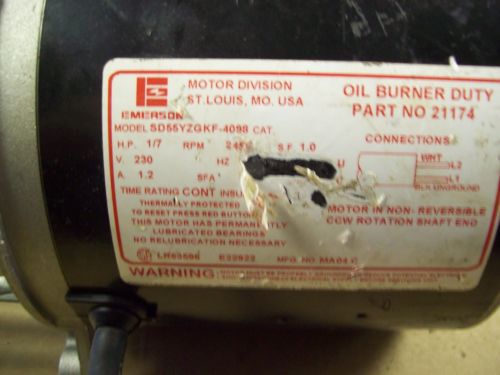 MOTOR DIVISION
ST. LOUIS, MO. USA
EMERSON
OIL BURNER DUTY
PART NO 21174
MODEL SD55YZGKF-4098 CAT.
H.P. 1/7 RPM S.F. 1.0
V. 230 HZ
A. 1.2 SFA
CONNECTIONS
WHT L2
L1
TIME RATING CONT INSU
THERMALLY PROTECTED
TO RESET PRESS RED BUTTON
THIS MOTOR HAS PERMANENTLY
LUBRICATED BEARINGS
NO RELUBRICATION NECESSARY
MOTOR IN NON-REVERSIBLE
CCW ROTATION SHAFT END
LR63596 E22922 MFG. NO. MA04
WARNING